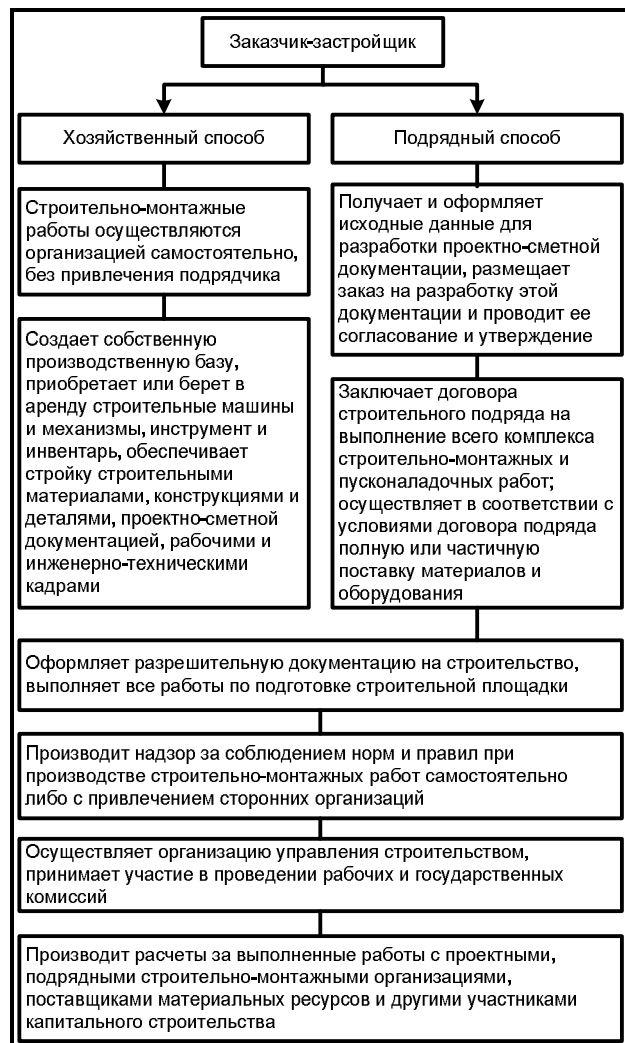 Заказчик-застройщик
Хозяйственный способ
Подрядный способ
Строительно-монтажные
работы осуществляются
организацией самостоятельно,
без привлечения подрядчика
Получает и оформляет
исходные данные для
разработки проектно-сметной
документации, размещает
заказ на разработку этой
документации и проводит ее
согласование и утверждение
Создает собственную
производственную базу,
приобретает или берет в
аренду строительные машины
и механизмы, инструмент и
инвентарь, обеспечивает
стройку строительными
материалами, конструкциями и
деталями, проектно-сметной
документацией, рабочими и
инженерно-техническими
кадрами
Заключает договора
строительного подряда на
выполнение всего комплекса
строительно-монтажных и
пусконаладочных работ;
осуществляет в соответствии с
условиями договора подряда
полную или частичную
поставку материалов и
оборудования
Оформляет разрешительную документацию на строительство,
выполняет все работы по подготовке строительной площадки
Производит надзор за соблюдением норм и правил при
производстве строительно-монтажных работ самостоятельно
либо с привлечением сторонних организаций
Осуществляет организацию управления строительством,
принимает участие в проведении рабочих и государственных
комиссий
Производит расчеты за выполненные работы с проектными,
подрядными строительно-монтажными организациями,
поставщиками материальных ресурсов и другими участниками
капитального строительства